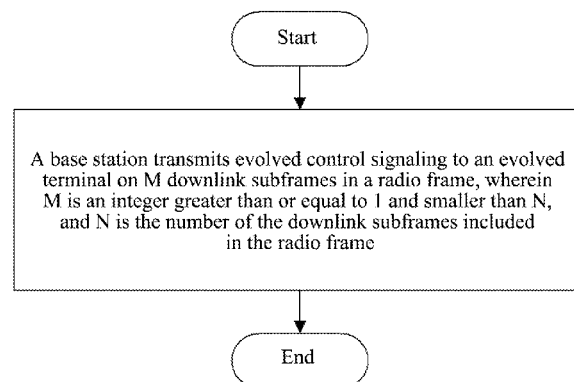 Start
A base station transmits evolved control signaling to an evolved
terminal on M downlink subframes in a radio frame, wherein
M is an integer greater than or equal to 1 and smaller than N,
and N is the number of the downlink subframes included
in the radio frame
End